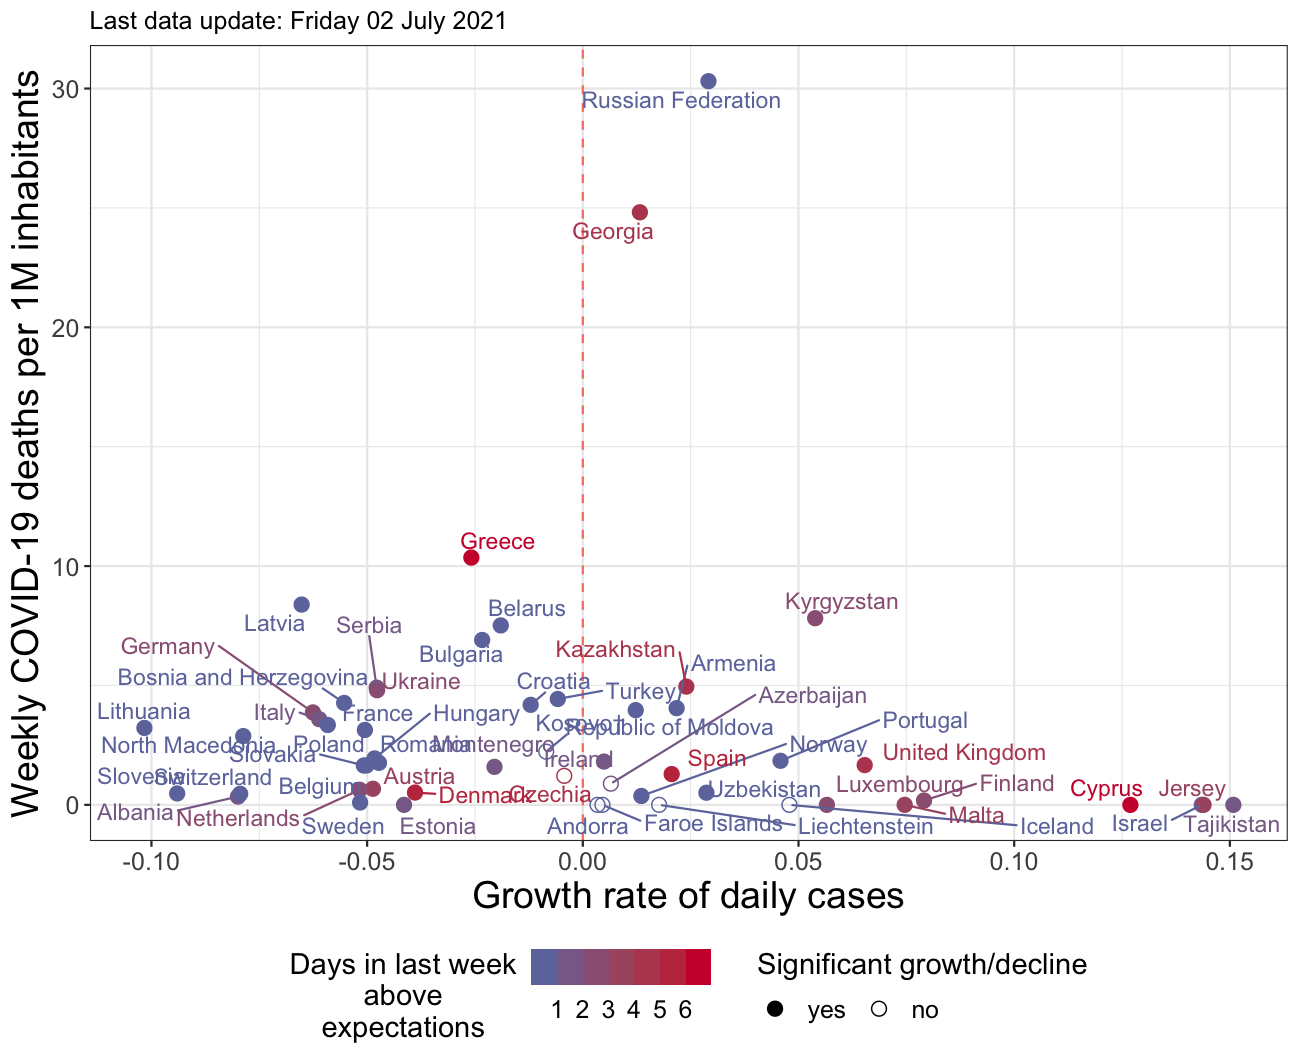 Last data update: Friday 02 July 2021
Weekly COVID-19 deaths per 1M inhabitants
30
20
10
0
Russian Federation
Georgia
Greece
Kyrgyzstan
Belarus
Latvia
Serbia
Germany
Bulgaria
Kazakhstan
Armenia
Bosnia and Herzegovina
Ukraine
Croatia
Turkey
Azerbaijan
Lithuania
Italy
France
Hungary
Kosovo
Republic of Moldova
Portugal
North Macedonia
Poland
Romania
Montenegro
Norway
Slovakia
Ireland
Spain
United Kingdom
Slovenia
Switzerland
Belgium
Austria
Denmark
Czechia
Uzbekistan
Luxembourg
Finland
Cyprus
Jersey
Albania
Netherlands
Sweden
Estonia
Andorra
Faroe Islands
Liechtenstein
Malta
Iceland
Israel
Tajikistan
-0.10
-0.05
0.00
0.05
0.10
0.15
Growth rate of daily cases
Days in last week
above
expectations
1 2 3 4 5 6
Significant growth/decline
yes
no